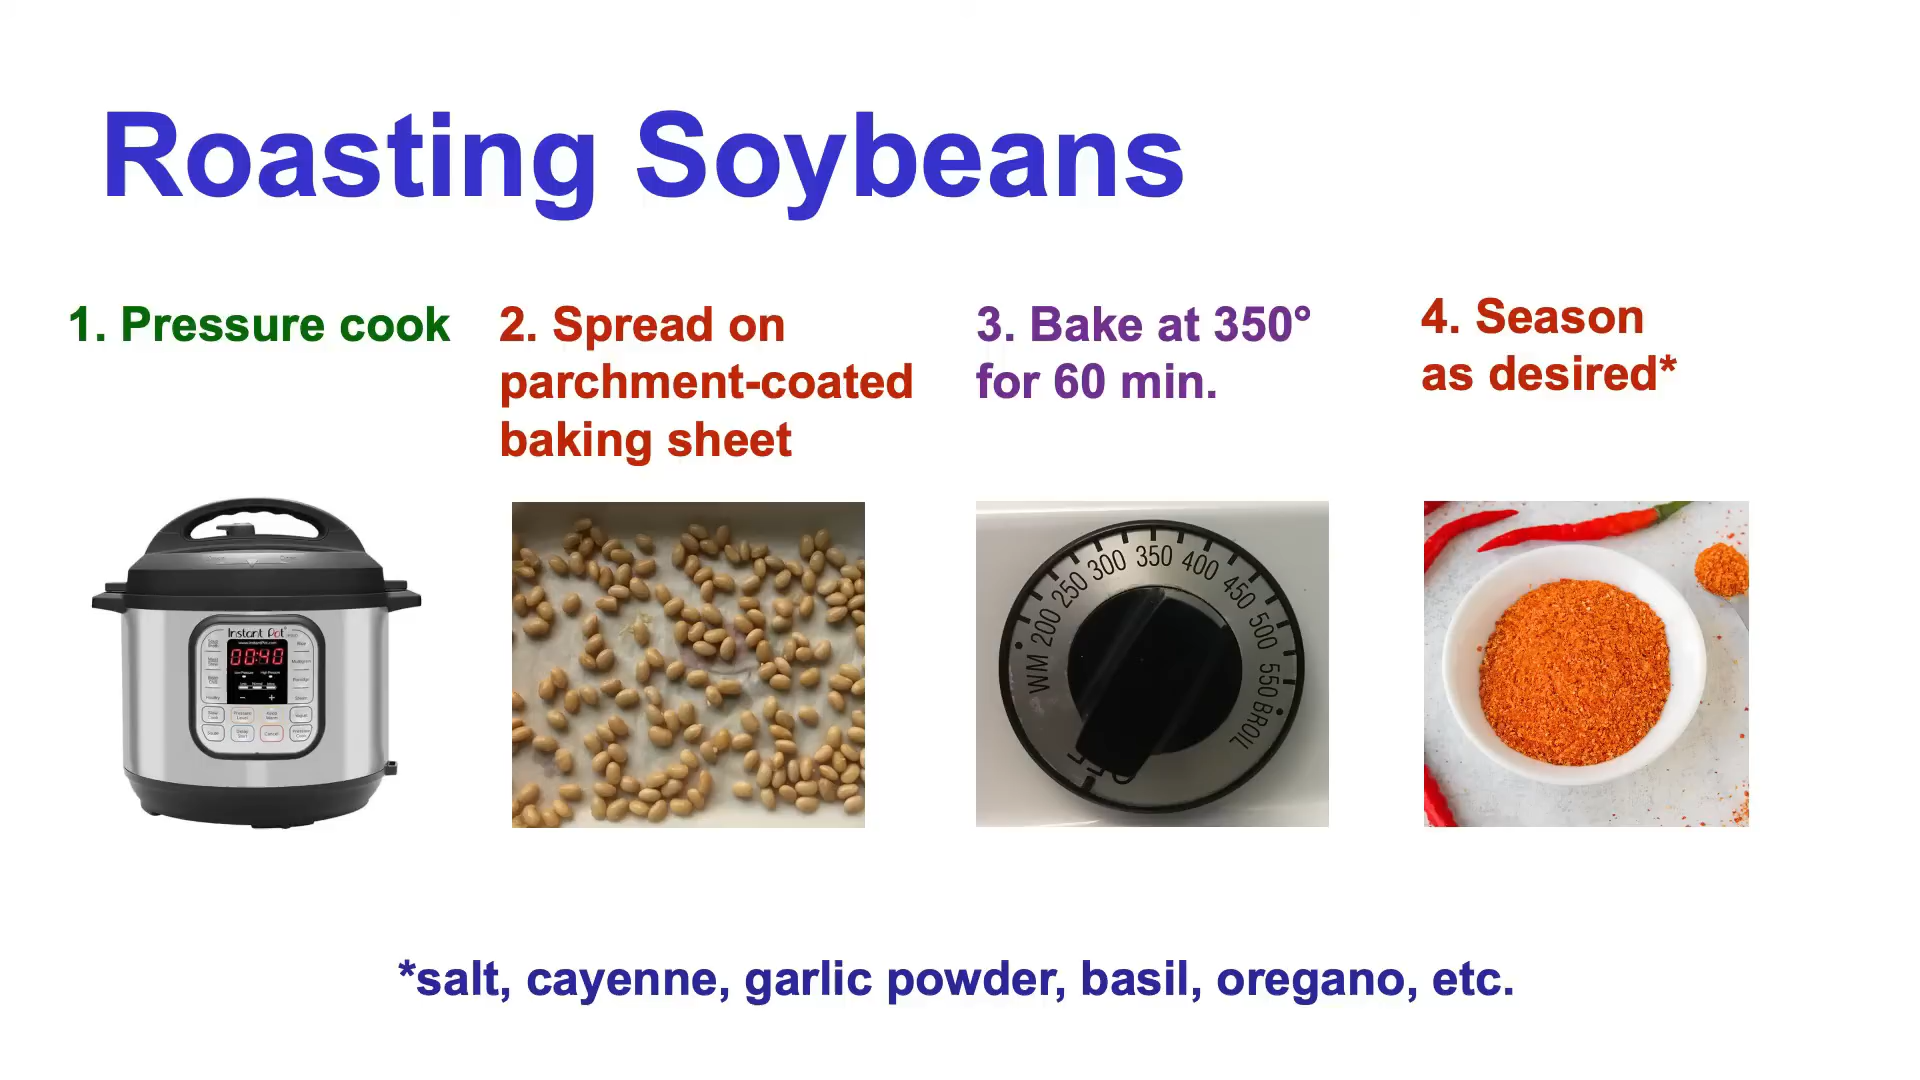 Roasting Soybeans
1. Pressure cook
2. Spread on
parchment-coated
baking sheet
3. Bake at 350°
for 60 min.
4. Season
as desired*
Instant Pot
00:40
WM 200 250 300 350 400 450 500 550 BROIL
OFF
*salt, cayenne, garlic powder, basil, oregano, etc.